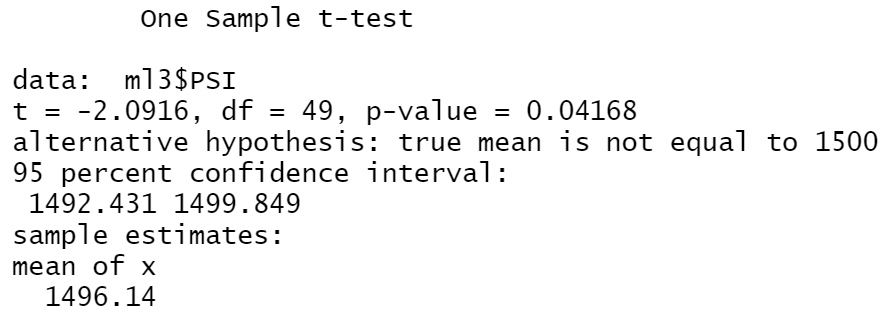 One Sample t-test
data: ml3$PSI
t = -2.0916, df = 49, p-value = 0.04168
alternative hypothesis: true mean is not equal to 1500
95 percent confidence interval:
1492.431 1499.849
sample estimates:
mean of x
1496.14